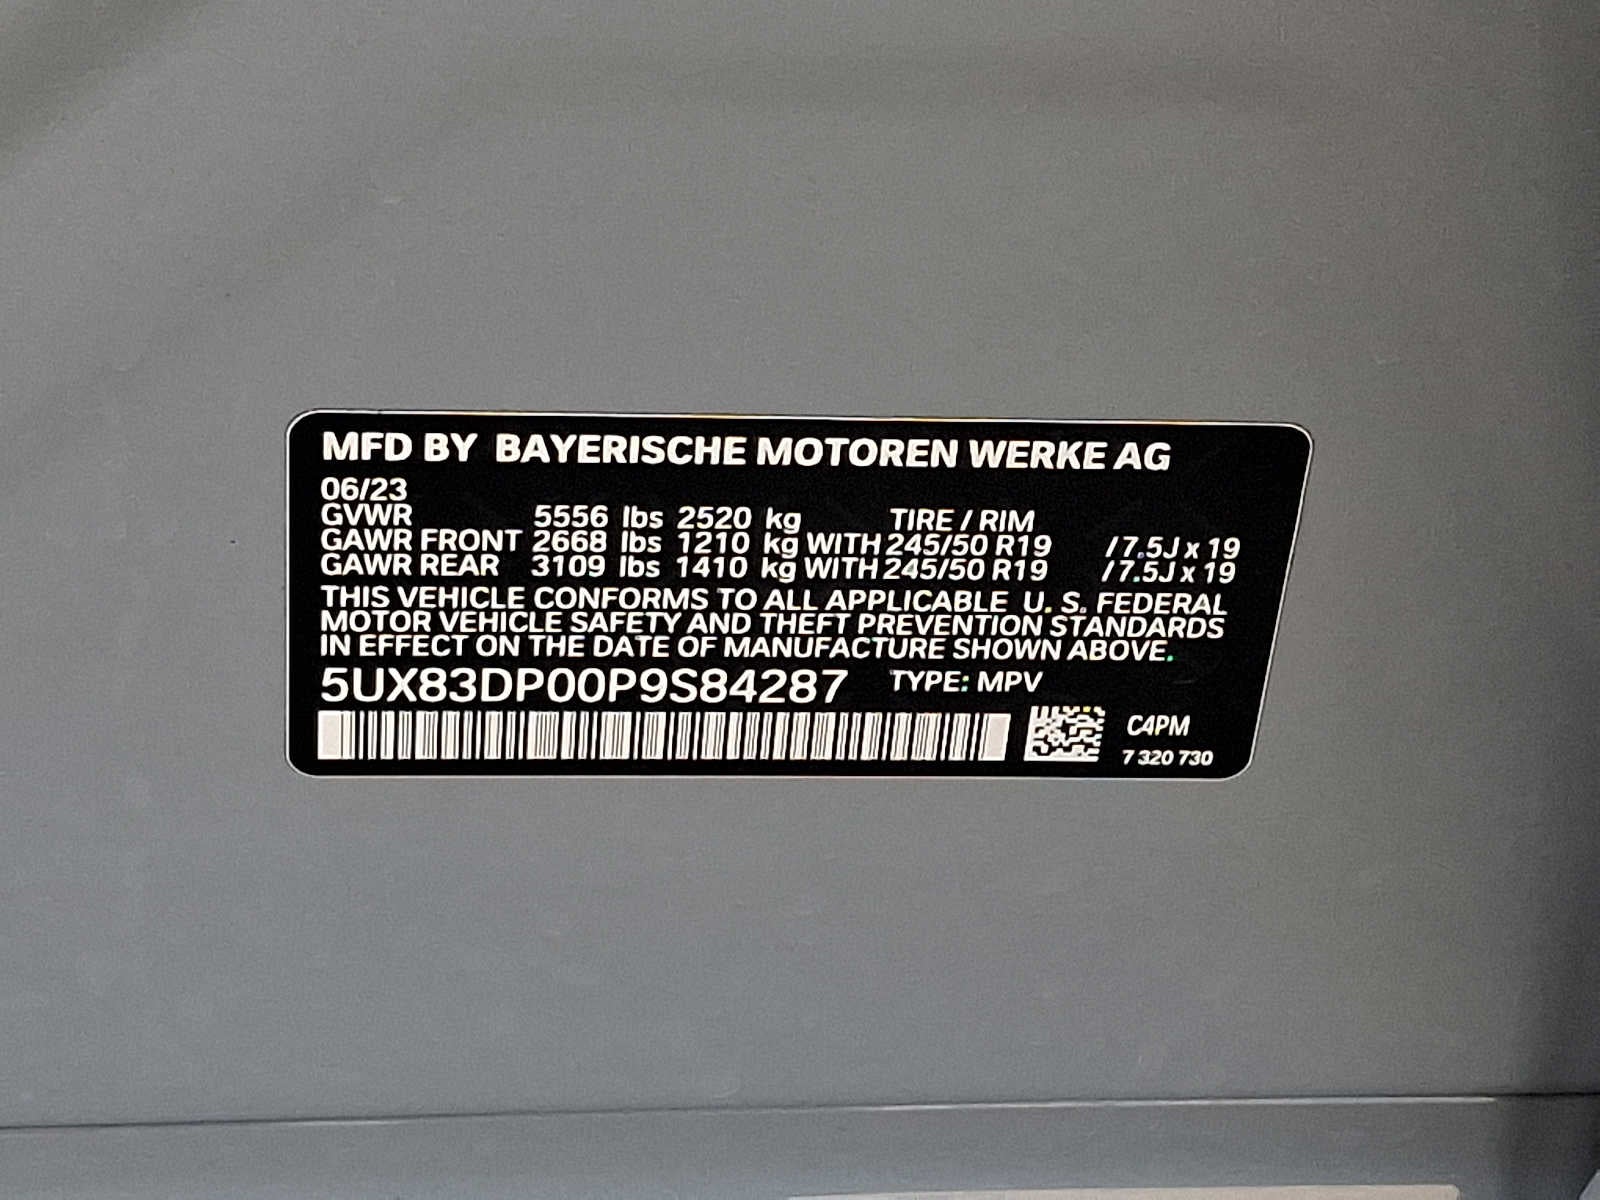 MFD BY BAYERISCHE MOTOREN WERKE AG
06/23
GVWR 5556 lbs 2520 kg TIRE / RIM
GAWR FRONT 2668 lbs 1210 kg WITH 245/50 R19 / 7.5J x 19
GAWR REAR 3109 lbs 1410 kg WITH 245/50 R19 / 7.5J x 19
THIS VEHICLE CONFORMS TO ALL APPLICABLE U. S. FEDERAL
MOTOR VEHICLE SAFETY AND THEFT PREVENTION STANDARDS
IN EFFECT ON THE DATE OF MANUFACTURE SHOWN ABOVE.
5UX83DP00P9S84287 TYPE: MPV
C4PM
7 320 730